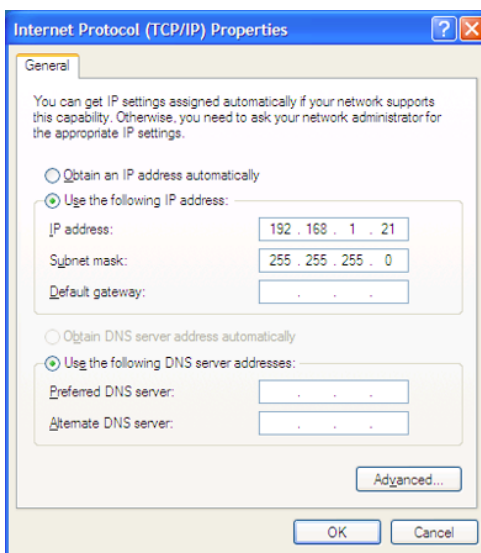 Internet Protocol (TCP/IP) Properties
General
You can get IP settings assigned automatically if your network supports
this capability. Otherwise, you need to ask your network administrator for
the appropriate IP settings.
Obtain an IP address automatically
Use the following IP address:
IP address: 192 . 168 . 1 . 21
Subnet mask: 255 . 255 . 255 . 0
Default gateway: . . .
Obtain DNS server address automatically
Use the following DNS server addresses:
Preferred DNS server: . . .
Alternate DNS server: . . .
Advanced...
OK Cancel